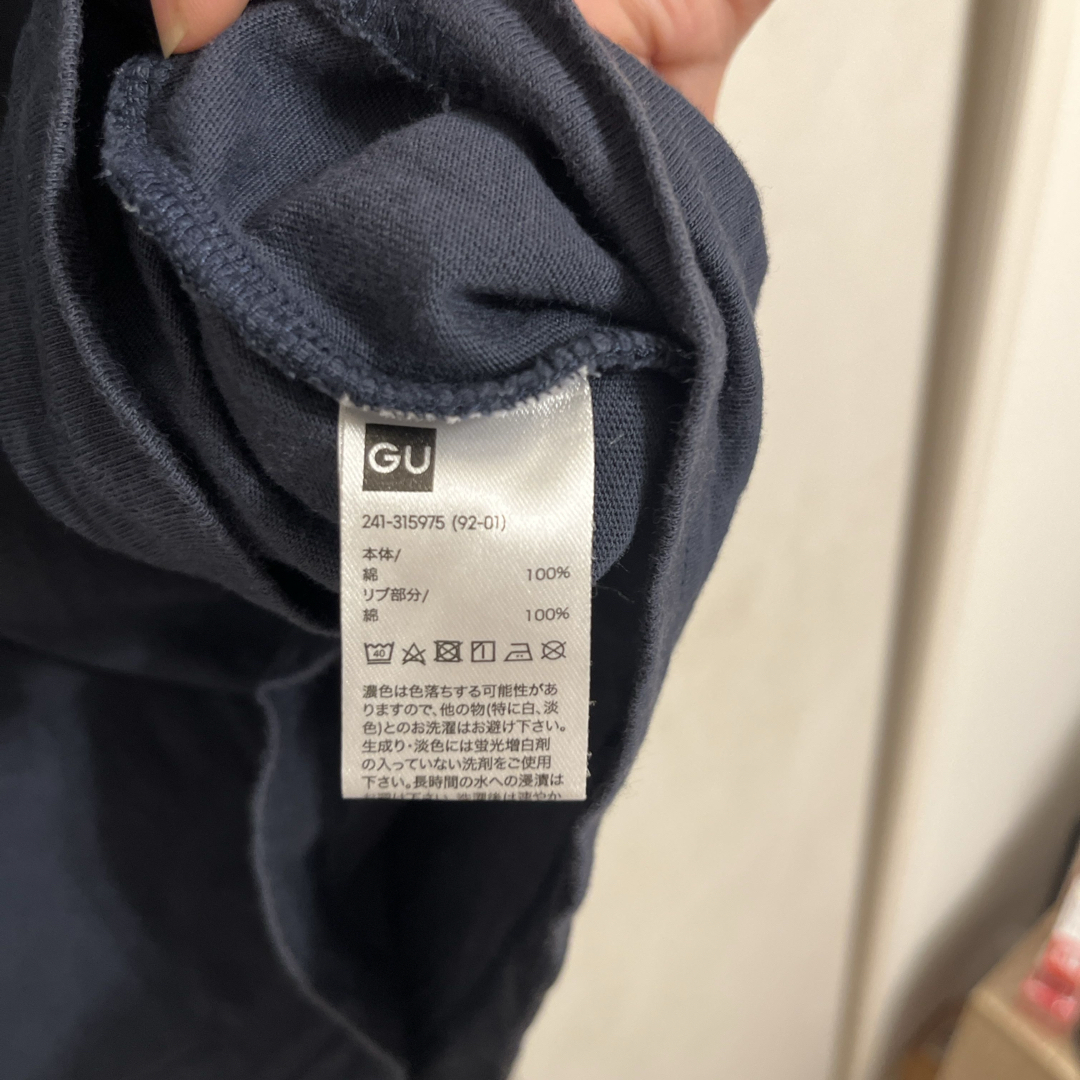 GU
241-315975 (92-01)
本体/
綿 100%
リブ部分/
綿 100%
40
濃色は色落ちする可能性があ
りますので、他の物(特に白、淡
色)とのお洗濯はお避け下さい。
生成り・淡色には蛍光増白剤
の入っていない洗剤をご使用
下さい。長時間の水への浸漬は